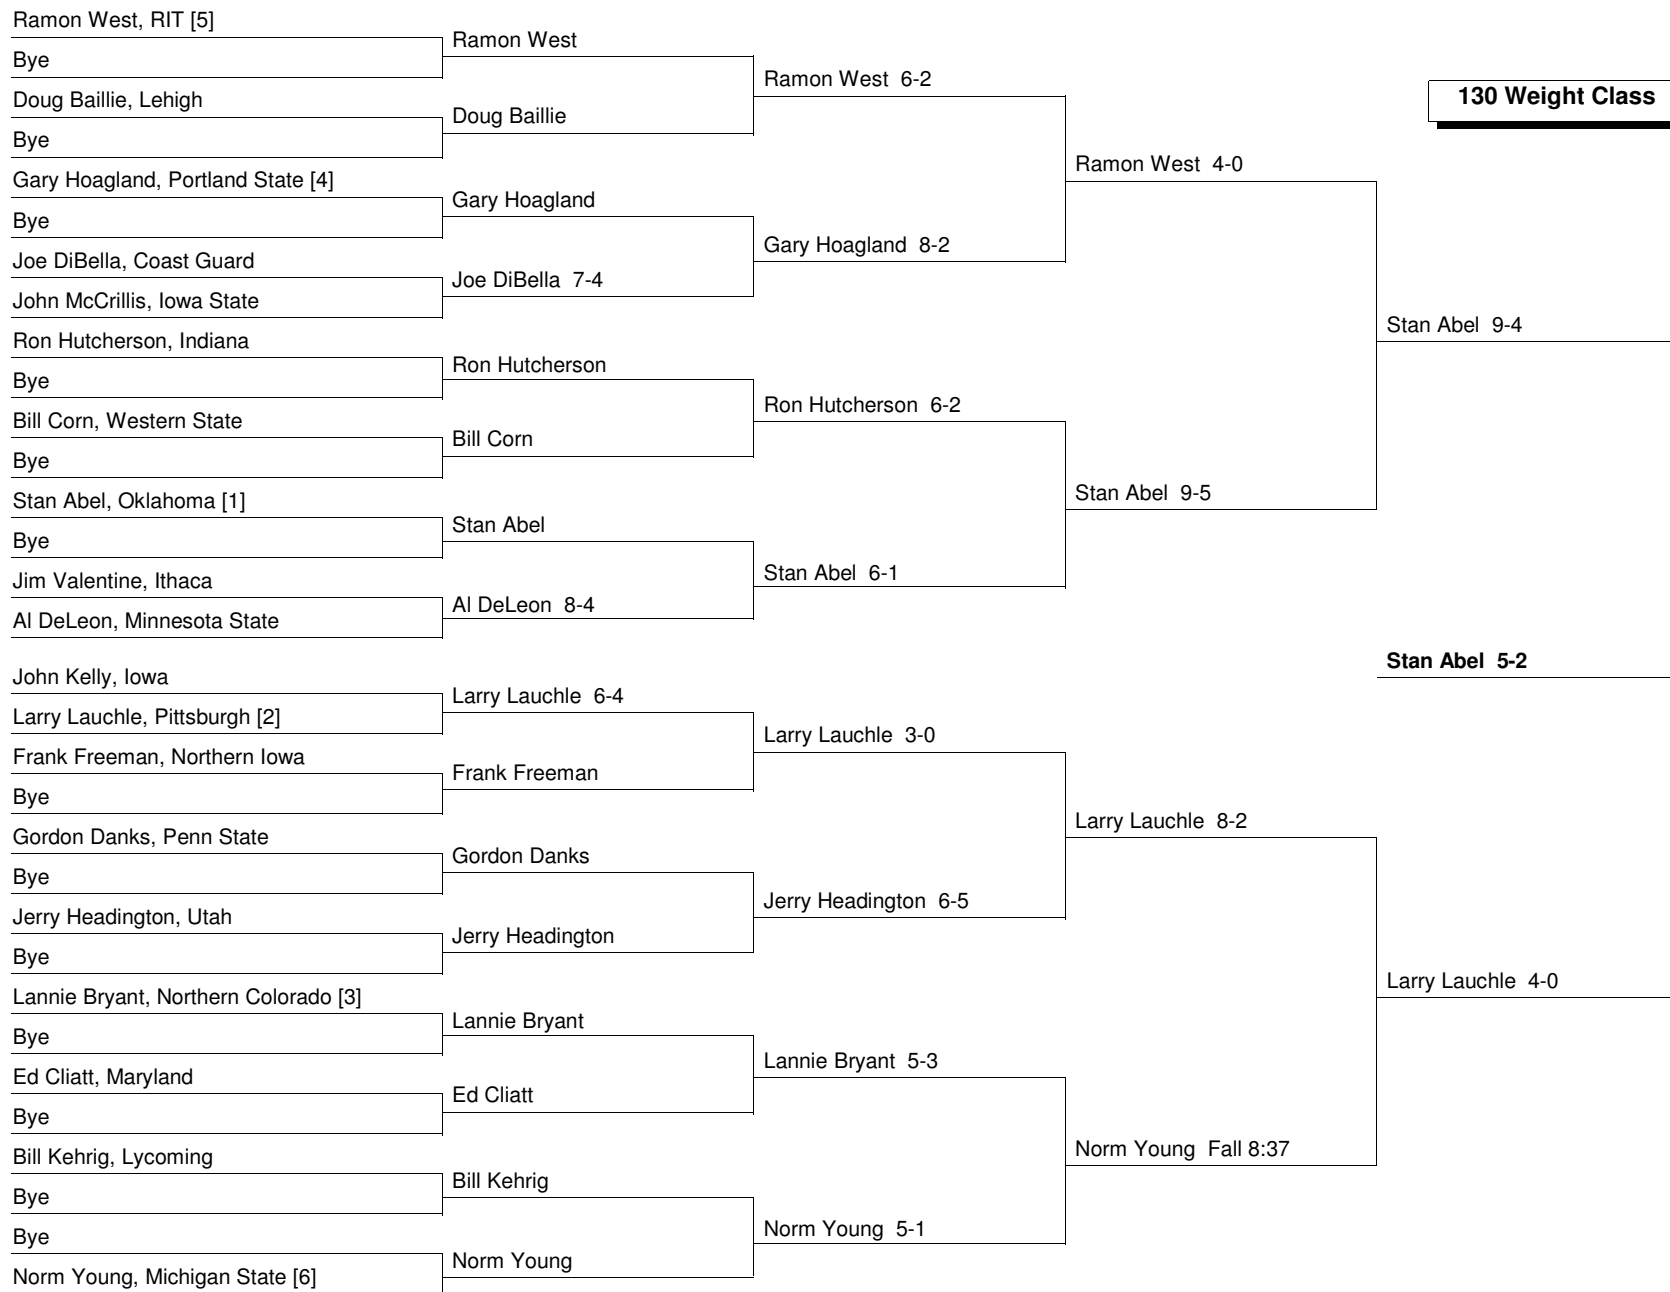 Ramon West, RIT [5]
Bye
Doug Baillie, Lehigh
Bye
Gary Hoagland, Portland State [4]
Bye
Joe DiBella, Coast Guard
John McCrillis, Iowa State
Ron Hutcherson, Indiana
Bye
Bill Corn, Western State
Bye
Stan Abel, Oklahoma [1]
Bye
Jim Valentine, Ithaca
Al DeLeon, Minnesota State
John Kelly, Iowa
Larry Lauchle, Pittsburgh [2]
Frank Freeman, Northern Iowa
Bye
Gordon Danks, Penn State
Bye
Jerry Headington, Utah
Bye
Lannie Bryant, Northern Colorado [3]
Bye
Ed Cliatt, Maryland
Bye
Bill Kehrig, Lycoming
Bye
Bye
Norm Young, Michigan State [6]
Ramon West
Doug Baillie
Gary Hoagland
Joe DiBella 7-4
Ron Hutcherson
Bill Corn
Stan Abel
Al DeLeon 8-4
Larry Lauchle 6-4
Frank Freeman
Gordon Danks
Jerry Headington
Lannie Bryant
Ed Cliatt
Bill Kehrig
Norm Young
Ramon West 6-2
Gary Hoagland 8-2
Ron Hutcherson 6-2
Stan Abel 6-1
Larry Lauchle 3-0
Jerry Headington 6-5
Lannie Bryant 5-3
Norm Young 5-1
Ramon West 4-0
Stan Abel 9-5
Larry Lauchle 8-2
Norm Young Fall 8:37
130 Weight Class
Stan Abel 9-4
Stan Abel 5-2
Larry Lauchle 4-0